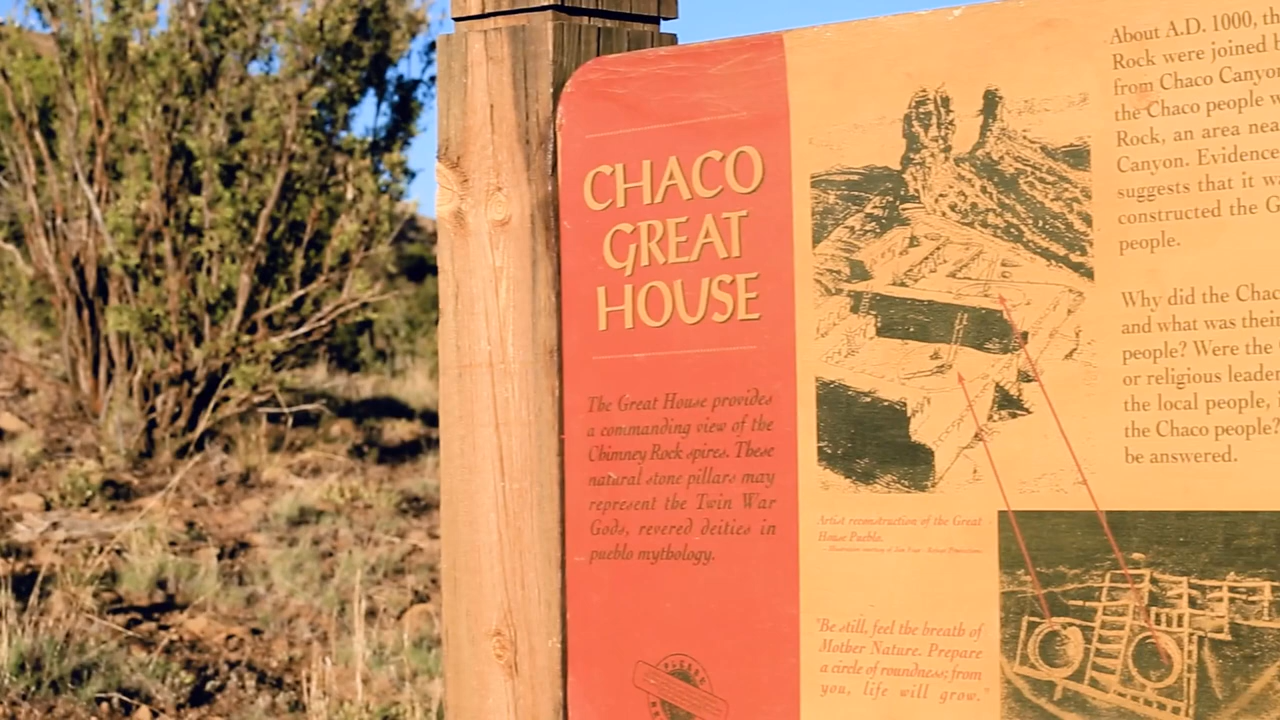 CHACO
GREAT
HOUSE
The Great House provides
a commanding view of the
Chimney Rock spires. These
natural stone pillars may
represent the Twin War
Gods, revered deities in
pueblo mythology.
Artist reconstruction of the Great
House Pueblo.
"Be still, feel the breath of
Mother Nature. Prepare
a circle of roundness; from
you, life will grow."
About A.D. 1000, th
Rock were joined b
from Chaco Canyon
the Chaco people w
Rock, an area nea
Canyon. Evidence
suggests that it wa
constructed the G
people.
Why did the Chac
and what was their
people? Were the
or religious leader
the local people,
the Chaco people?
be answered.